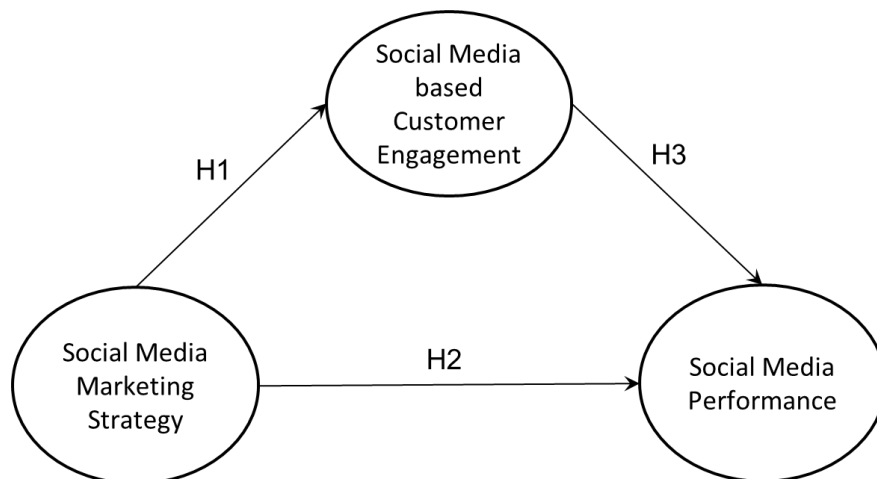 Social Media
based
Customer
Engagement
H1
H3
Social Media
Marketing
Strategy
H2
Social Media
Performance